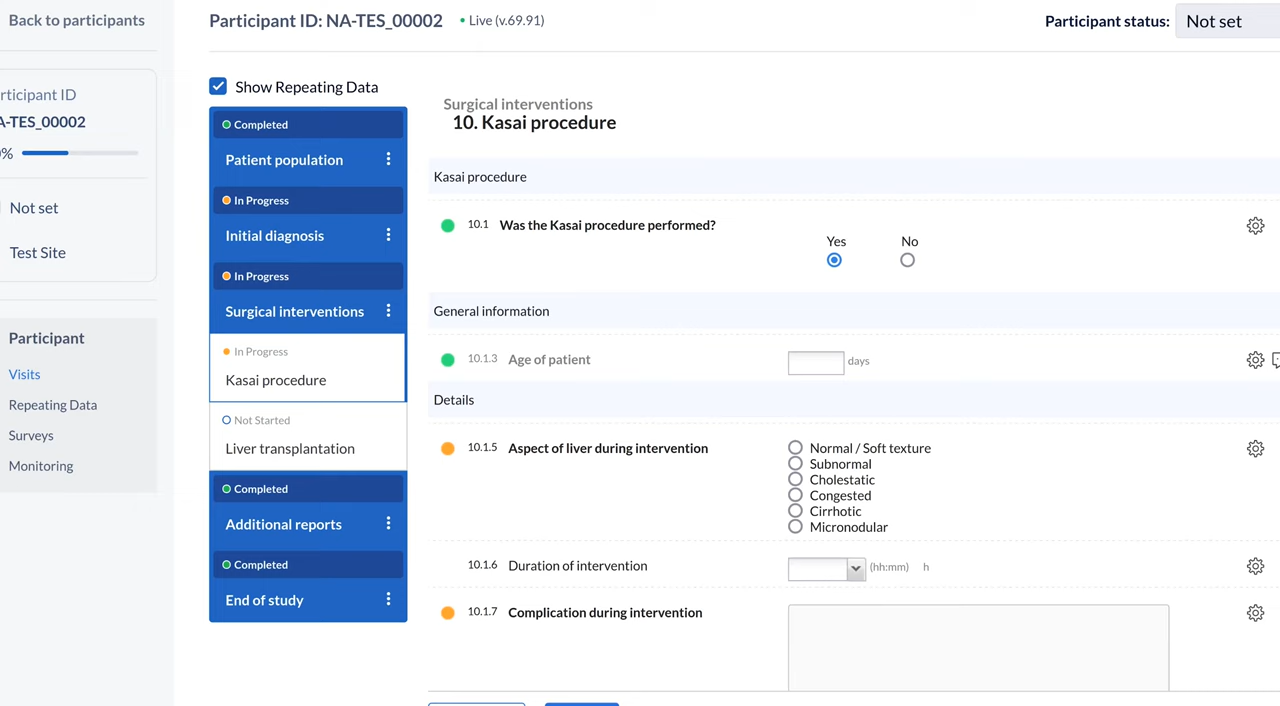 Back to participants
Participant ID: NA-TES_00002
Live (v.69.91)
Participant status:
Not set
rticipant ID
A-TES_00002
0%
Not set
Test Site
Participant
Visits
Repeating Data
Surveys
Monitoring
Show Repeating Data
Completed
Patient population
In Progress
Initial diagnosis
In Progress
Surgical interventions
In Progress
Kasai procedure
Not Started
Liver transplantation
Completed
Additional reports
Completed
End of study
Surgical interventions
10. Kasai procedure
Kasai procedure
10.1 Was the Kasai procedure performed?
Yes No
General information
10.1.3 Age of patient days
Details
10.1.5 Aspect of liver during intervention
Normal / Soft texture
Subnormal
Cholestatic
Congested
Cirrhotic
Micronodular
10.1.6 Duration of intervention (hh:mm) h
10.1.7 Complication during intervention